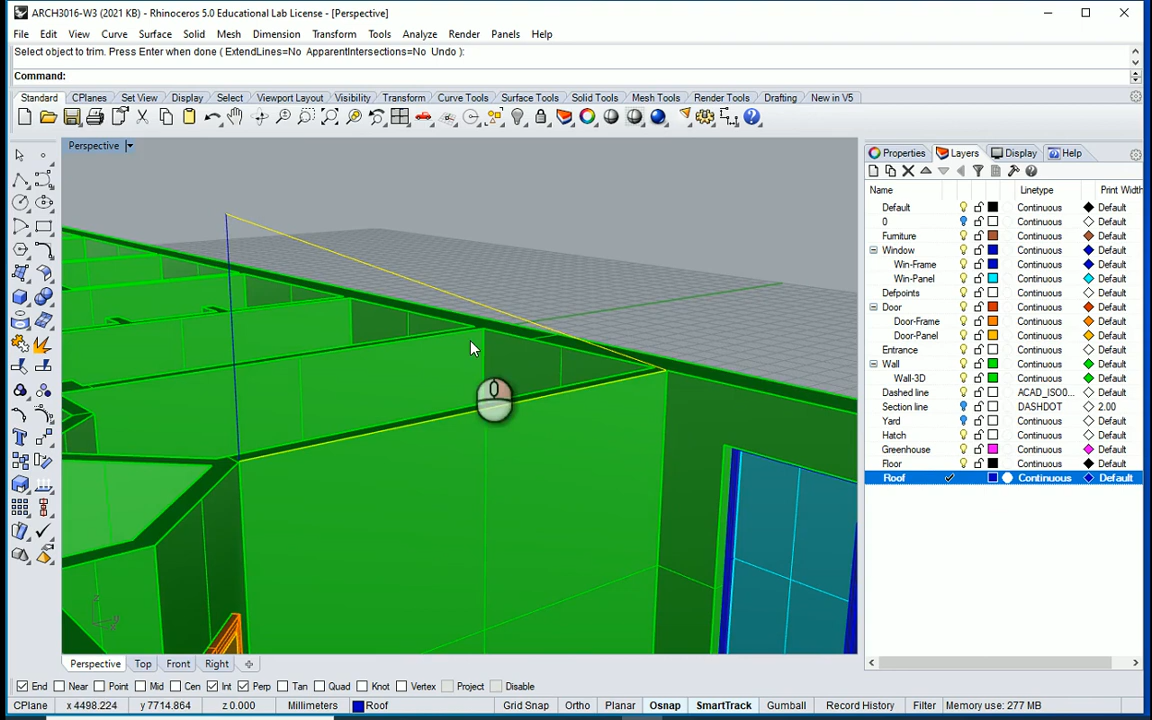 ARCH3016-W3 (2021 KB) - Rhinoceros 5.0 Educational Lab License - [Perspective]
File Edit View Curve Surface Solid Mesh Dimension Transform Tools Analyze Render Panels Help
Select object to trim. Press Enter when done ( ExtendLines=No ApparentIntersections=No Undo ):
Command:
Standard CPlanes Set View Display Select Viewport Layout Visibility Transform Curve Tools Surface Tools Solid Tools Mesh Tools Render Tools Drafting New in V5
Perspective
Properties Layers Display Help
Name Linetype Print Width
Default Continuous Default
0 Continuous Default
Furniture Continuous Default
Window Continuous Default
Win-Frame Continuous Default
Win-Panel Continuous Default
Defpoints Continuous Default
Door Continuous Default
Door-Frame Continuous Default
Door-Panel Continuous Default
Entrance Continuous Default
Wall Continuous Default
Wall-3D Continuous Default
Dashed line ACAD_ISO0... Default
Section line DASHDOT 2.00
Yard Continuous Default
Hatch Continuous Default
Greenhouse Continuous Default
Floor Continuous Default
Roof Continuous Default
Perspective Top Front Right
End Near Point Mid Cen Int Perp Tan Quad Knot Vertex Project Disable
CPlane x 4498.224 y 7714.864 z 0.000 Millimeters Roof Grid Snap Ortho Planar Osnap SmartTrack Gumball Record History Filter Memory use: 277 MB